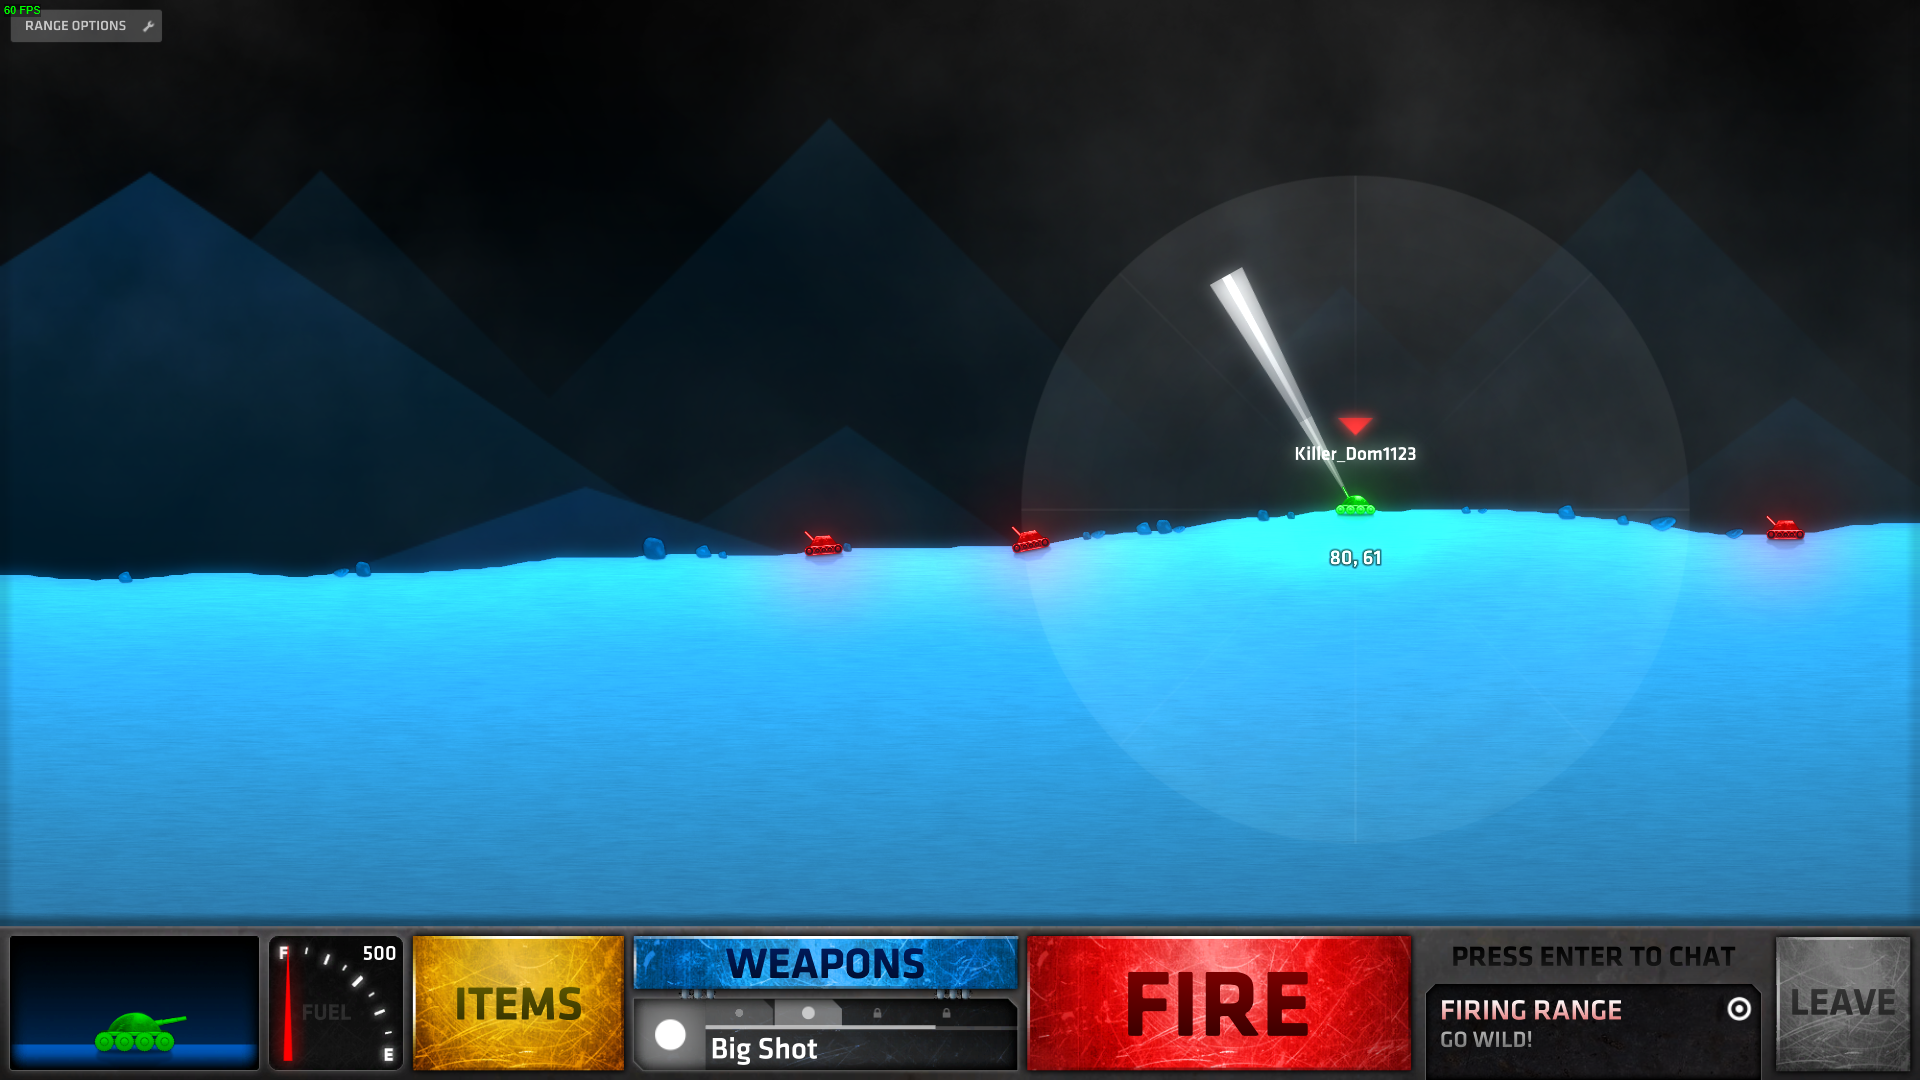 60 FPS
RANGE OPTIONS
Killer_Dom1123
80, 61
F
500
FUEL
E
ITEMS
WEAPONS
Big Shot
FIRE
PRESS ENTER TO CHAT
FIRING RANGE
GO WILD!
LEAVE